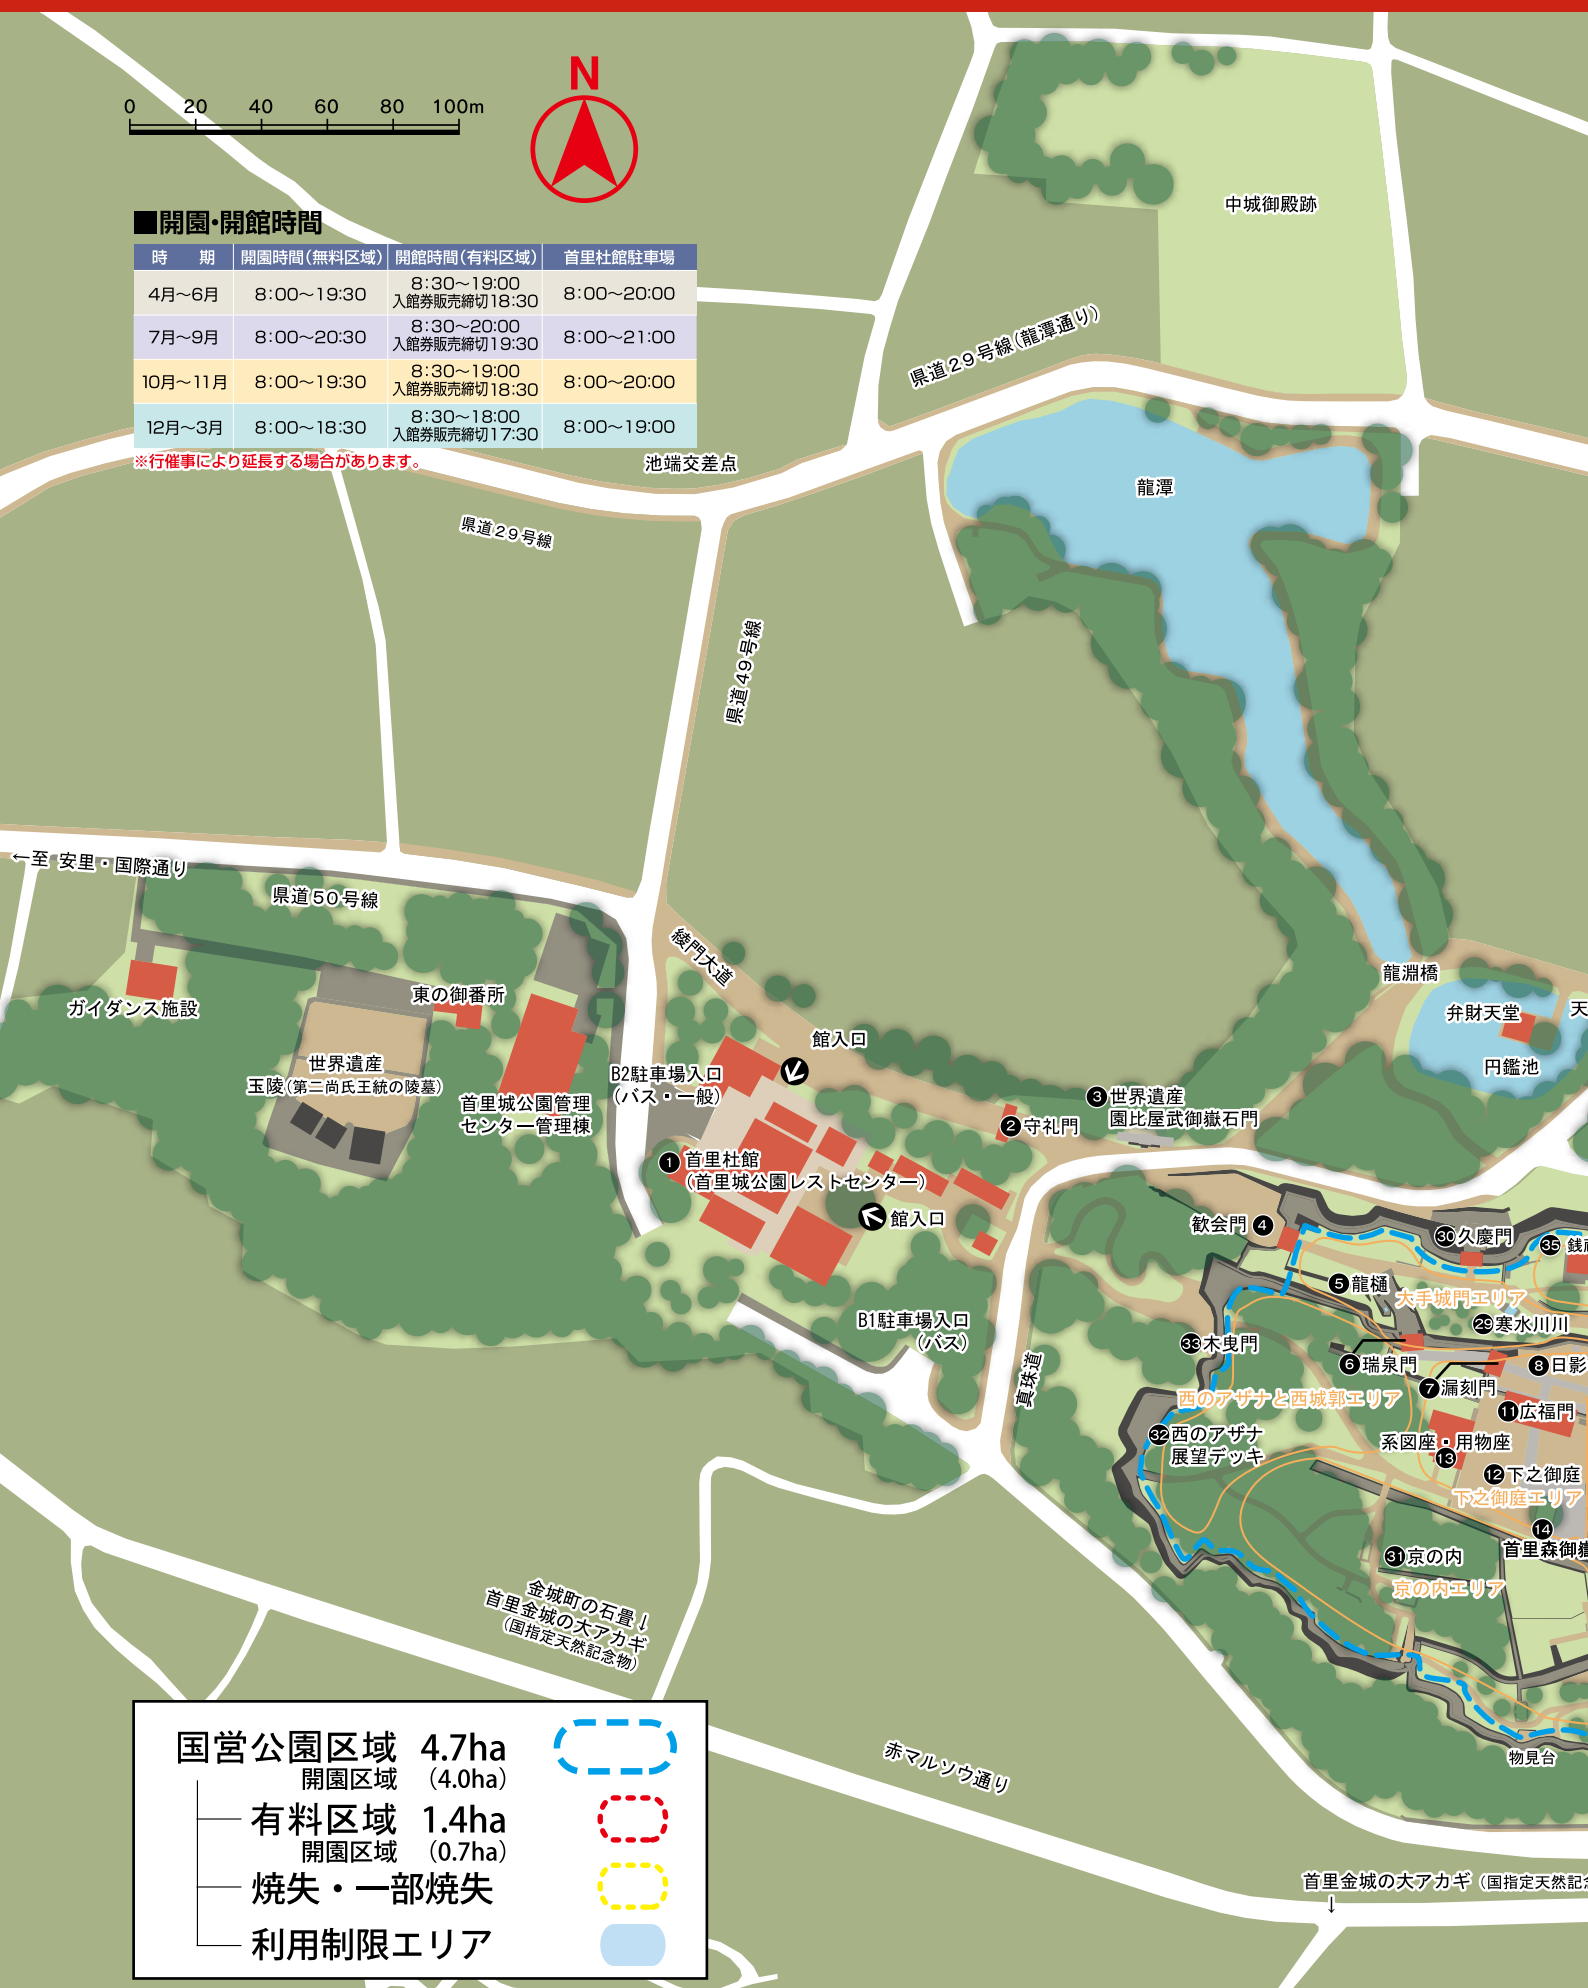 0 20 40 60 80 100m
N
■開園・開館時間
時　期 開園時間(無料区域) 開館時間(有料区域) 首里杜館駐車場
4月～6月 8:00～19:30 8:30～19:00 8:00～20:00
入館券販売締切18:30
7月～9月 8:00～20:30 8:30～20:00 8:00～21:00
入館券販売締切19:30
10月～11月 8:00～19:30 8:30～19:00 8:00～20:00
入館券販売締切18:30
12月～3月 8:00～18:30 8:30～18:00 8:00～19:00
入館券販売締切17:30
※行催事により延長する場合があります。
中城御殿跡
県道29号線(龍潭通り)
池端交差点
龍潭
県道29号線
県道49号線
←至 安里・国際通り
県道50号線
綾門大道
龍淵橋
ガイダンス施設
東の御番所
弁財天堂
天
円鑑池
世界遺産
玉陵(第二尚氏王統の陵墓)
館入口
B2駐車場入口
(バス・一般)
首里城公園管理
センター管理棟
③世界遺産
園比屋武御嶽石門
②守礼門
①首里杜館
(首里城公園レストセンター)
館入口
歓会門④
㉚久慶門
㉟銭
⑤龍樋
大手城門エリア
㉙寒水川川
B1駐車場入口
(バス)
㉝木曳門
⑥瑞泉門
⑧日影
⑦漏刻門
真珠道
西のアザナと西城郭エリア
⑪広福門
㉜西のアザナ
展望デッキ
系図座・用物座
⑬
⑫下之御庭
下之御庭エリア
⑭
首里森御嶽
㉛京の内
京の内エリア
金城町の石畳↓
首里金城の大アカギ
(国指定天然記念物)
物見台
赤マルソウ通り
国営公園区域 4.7ha
開園区域 (4.0ha)
有料区域 1.4ha
開園区域 (0.7ha)
焼失・一部焼失
利用制限エリア
首里金城の大アカギ(国指定天然記念
↓